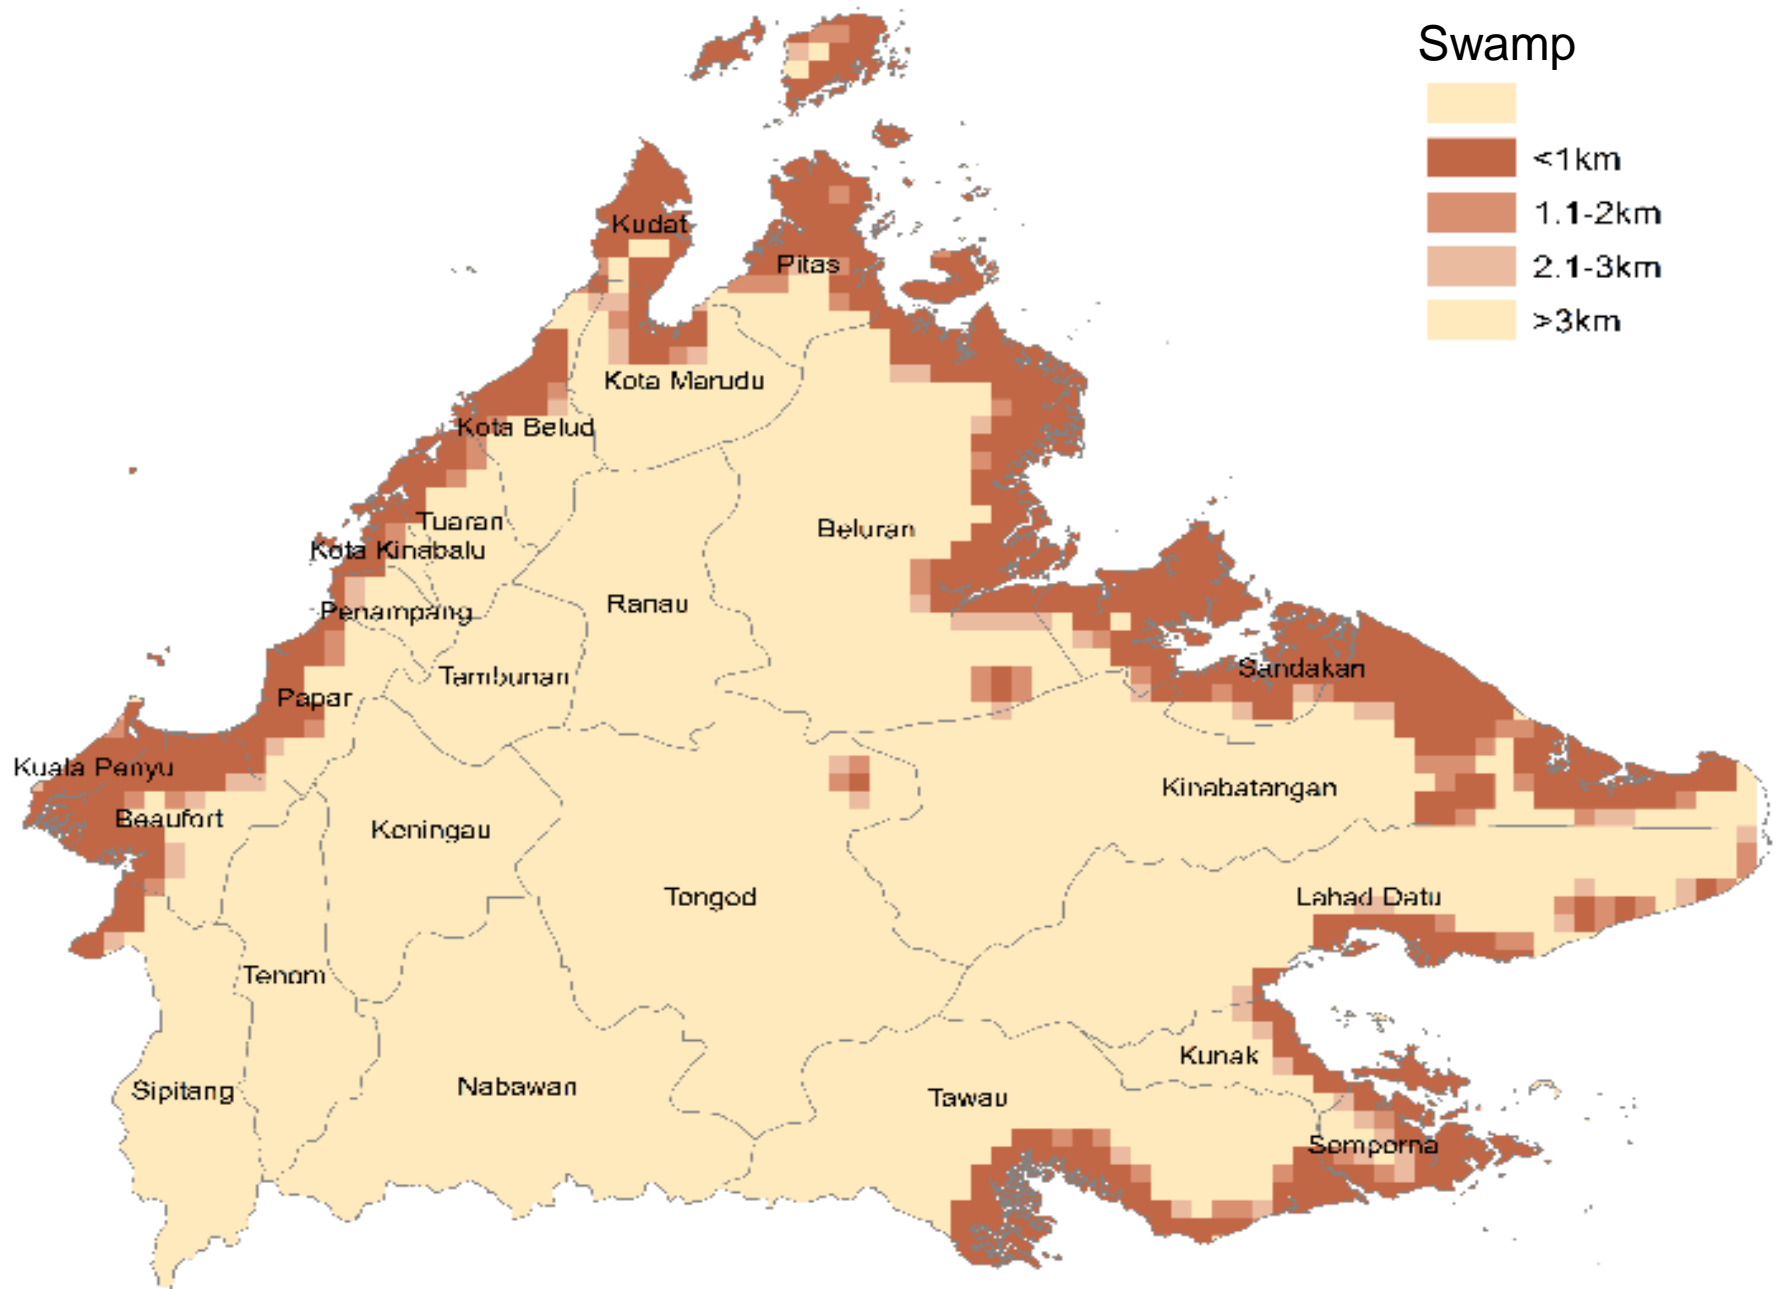 Swamp
<1km
1.1-2km
2.1-3km
>3km
Kudat
Pitas
Kota Marudu
Kota Belud
Tuaran
Kota Kinabalu
Beluran
Penampang
Ranau
Tambunan
Sandakan
Papar
Kuala Penyu
Beaufort
Keningau
Kinabatangan
Tongod
Lahad Datu
Tenom
Kunak
Sipitang
Nabawan
Tawau
Semporna